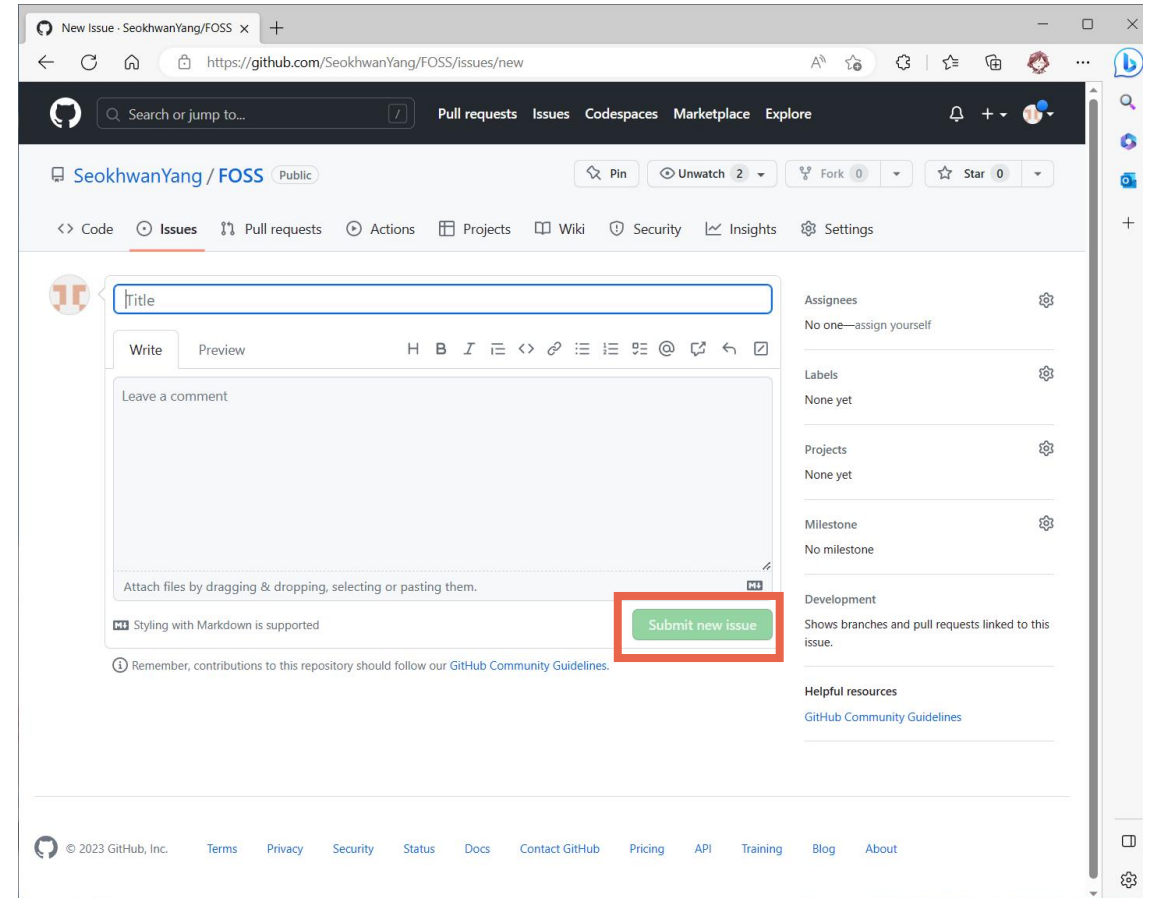 New Issue · SeokhwanYang/FOSS
https://github.com/SeokhwanYang/FOSS/issues/new
Search or jump to... /
Pull requests Issues Codespaces Marketplace Explore
SeokhwanYang / FOSS Public
Pin Unwatch 2 Fork 0 Star 0
Code Issues Pull requests Actions Projects Wiki Security Insights Settings
Title
Write Preview
H B I @
Leave a comment
Attach files by dragging & dropping, selecting or pasting them.
Styling with Markdown is supported
Submit new issue
Remember, contributions to this repository should follow our GitHub Community Guidelines.
Assignees
No one—assign yourself
Labels
None yet
Projects
None yet
Milestone
No milestone
Development
Shows branches and pull requests linked to this
issue.
Helpful resources
GitHub Community Guidelines
© 2023 GitHub, Inc. Terms Privacy Security Status Docs Contact GitHub Pricing API Training Blog About